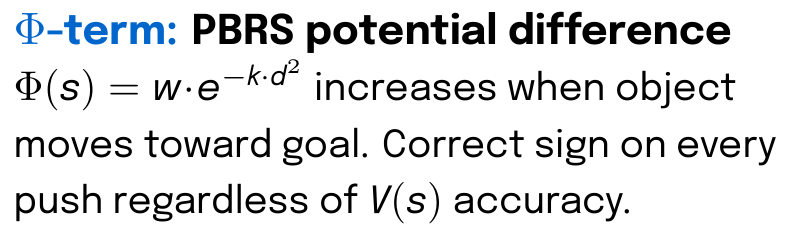 Φ-term: PBRS potential difference
Φ(s) = w·e^{−k·d²} increases when object
moves toward goal. Correct sign on every
push regardless of V(s) accuracy.